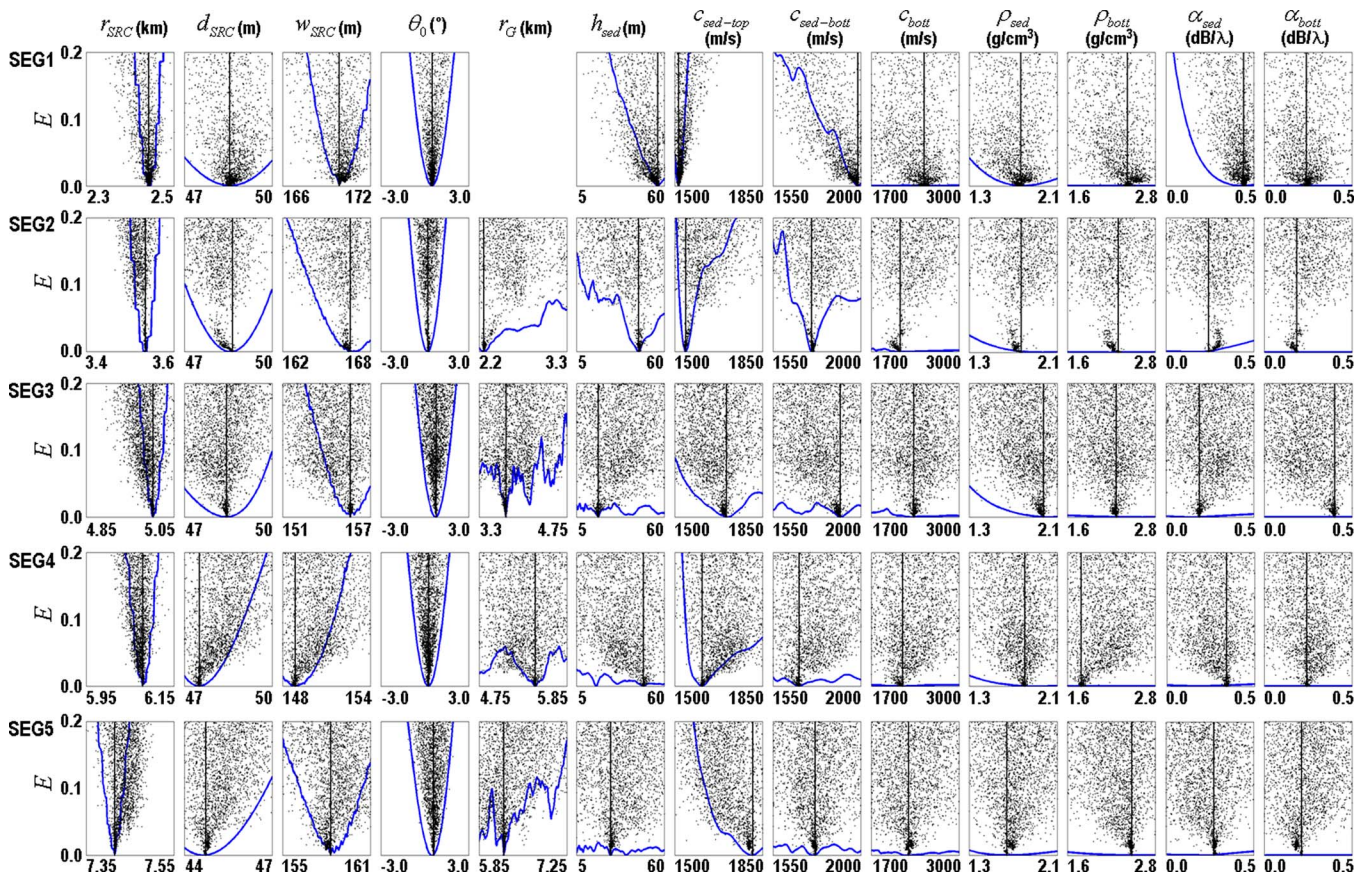 r_SRC (km) d_SRC (m) w_SRC (m) θ_0 (°) r_G (km) h_sed (m) c_sed-top (m/s) c_sed-bott (m/s) c_bott (m/s) ρ_sed (g/cm³) ρ_bott (g/cm³) α_sed (dB/λ) α_bott (dB/λ)
SEG1 0.2
E 0.1
0.0
2.3 2.5 47 50 166 172 -3.0 3.0 5 60 1500 1850 1550 2000 1700 3000 1.3 2.1 1.6 2.8 0.0 0.5 0.0 0.5
SEG2 0.2
E 0.1
0.0
3.4 3.6 47 50 162 168 -3.0 3.0 2.2 3.3 5 60 1500 1850 1550 2000 1700 3000 1.3 2.1 1.6 2.8 0.0 0.5 0.0 0.5
SEG3 0.2
E 0.1
0.0
4.85 5.05 47 50 151 157 -3.0 3.0 3.3 4.75 5 60 1500 1850 1550 2000 1700 3000 1.3 2.1 1.6 2.8 0.0 0.5 0.0 0.5
SEG4 0.2
E 0.1
0.0
5.95 6.15 47 50 148 154 -3.0 3.0 4.75 5.85 5 60 1500 1850 1550 2000 1700 3000 1.3 2.1 1.6 2.8 0.0 0.5 0.0 0.5
SEG5 0.2
E 0.1
0.0
7.35 7.55 44 47 155 161 -3.0 3.0 5.85 7.25 5 60 1500 1850 1550 2000 1700 3000 1.3 2.1 1.6 2.8 0.0 0.5 0.0 0.5